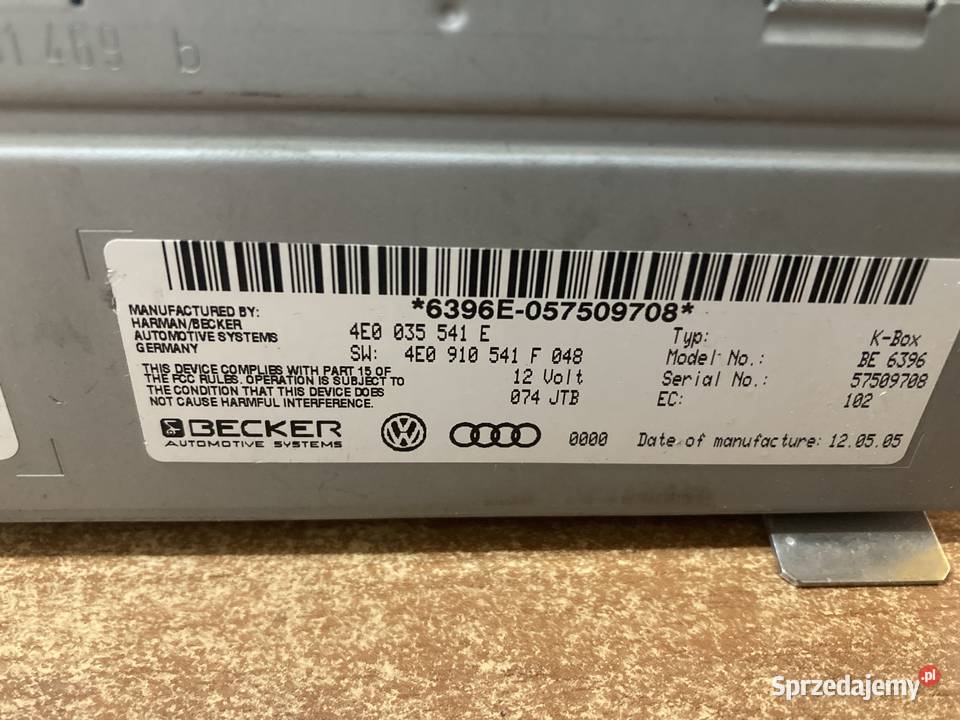 469 b
*6396E-057509708*
MANUFACTURED BY:
HARMAN/BECKER
AUTOMOTIVE SYSTEMS
GERMANY
THIS DEVICE COMPLIES WITH PART 15 OF
THE FCC RULES. OPERATION IS SUBJECT TO
THE CONDITION THAT THIS DEVICE DOES
NOT CAUSE HARMFUL INTERFERENCE.
4E0 035 541 E
SW: 4E0 910 541 F 048
12 Volt
074 JTB
Typ: K-Box
Model No.: BE 6396
Serial No.: 57509708
EC: 102
BECKER
AUTOMOTIVE SYSTEMS
VW
0000
Date of manufacture: 12.05.05
Sprzedajemy.pl